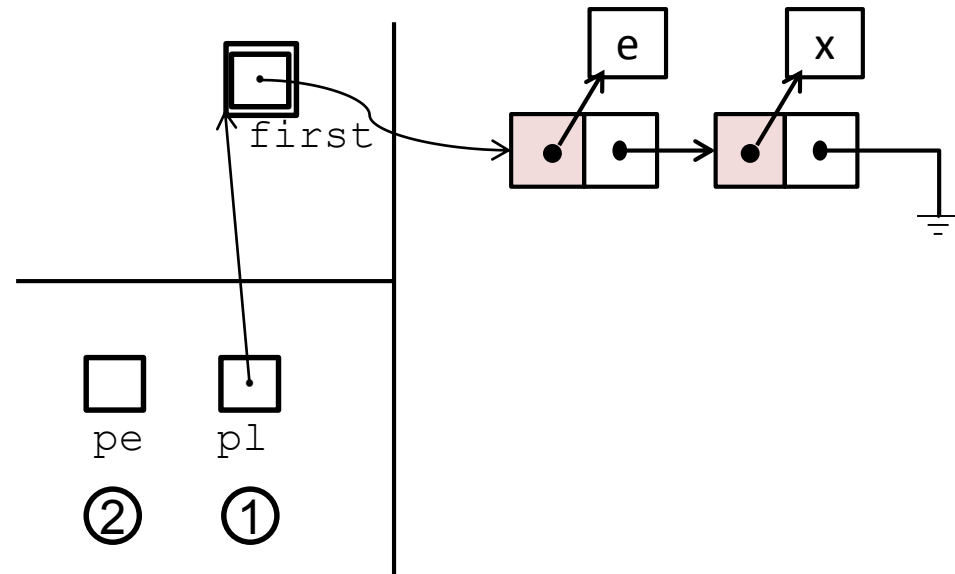 e x
first
pe pl
② ①